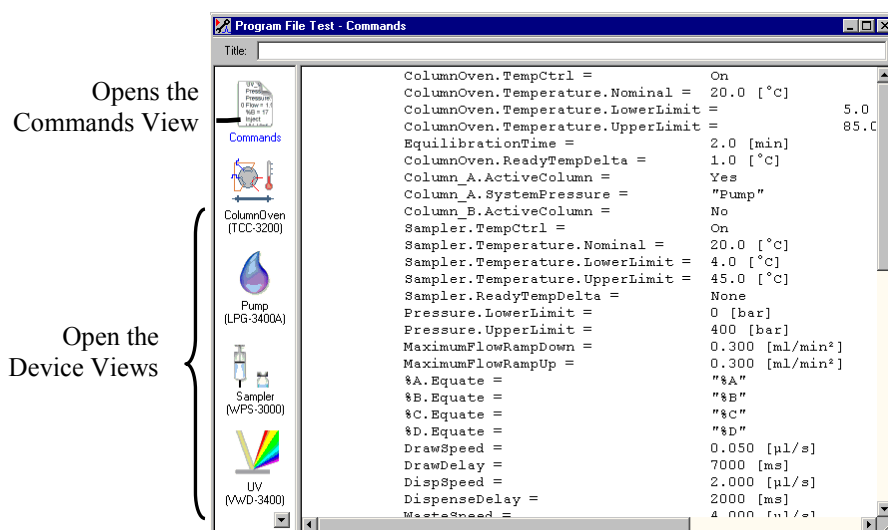 Program File Test - Commands
Title:
Opens the
Commands View
Commands
ColumnOven
(TCC-3200)
Pump
(LPG-3400A)
Open the
Device Views
Sampler
(WPS-3000)
UV
(VWD-3400)
ColumnOven.TempCtrl = On
ColumnOven.Temperature.Nominal = 20.0 [°C]
ColumnOven.Temperature.LowerLimit = 5.0
ColumnOven.Temperature.UpperLimit = 85.0
EquilibrationTime = 2.0 [min]
ColumnOven.ReadyTempDelta = 1.0 [°C]
Column_A.ActiveColumn = Yes
Column_A.SystemPressure = "Pump"
Column_B.ActiveColumn = No
Sampler.TempCtrl = On
Sampler.Temperature.Nominal = 20.0 [°C]
Sampler.Temperature.LowerLimit = 4.0 [°C]
Sampler.Temperature.UpperLimit = 45.0 [°C]
Sampler.ReadyTempDelta = None
Pressure.LowerLimit = 0 [bar]
Pressure.UpperLimit = 400 [bar]
MaximumFlowRampDown = 0.300 [ml/min²]
MaximumFlowRampUp = 0.300 [ml/min²]
%A.Equate = "%A"
%B.Equate = "%B"
%C.Equate = "%C"
%D.Equate = "%D"
DrawSpeed = 0.050 [µl/s]
DrawDelay = 7000 [ms]
DispSpeed = 2.000 [µl/s]
DispenseDelay = 2000 [ms]
WasteSpeed = 4.000 [µl/s]